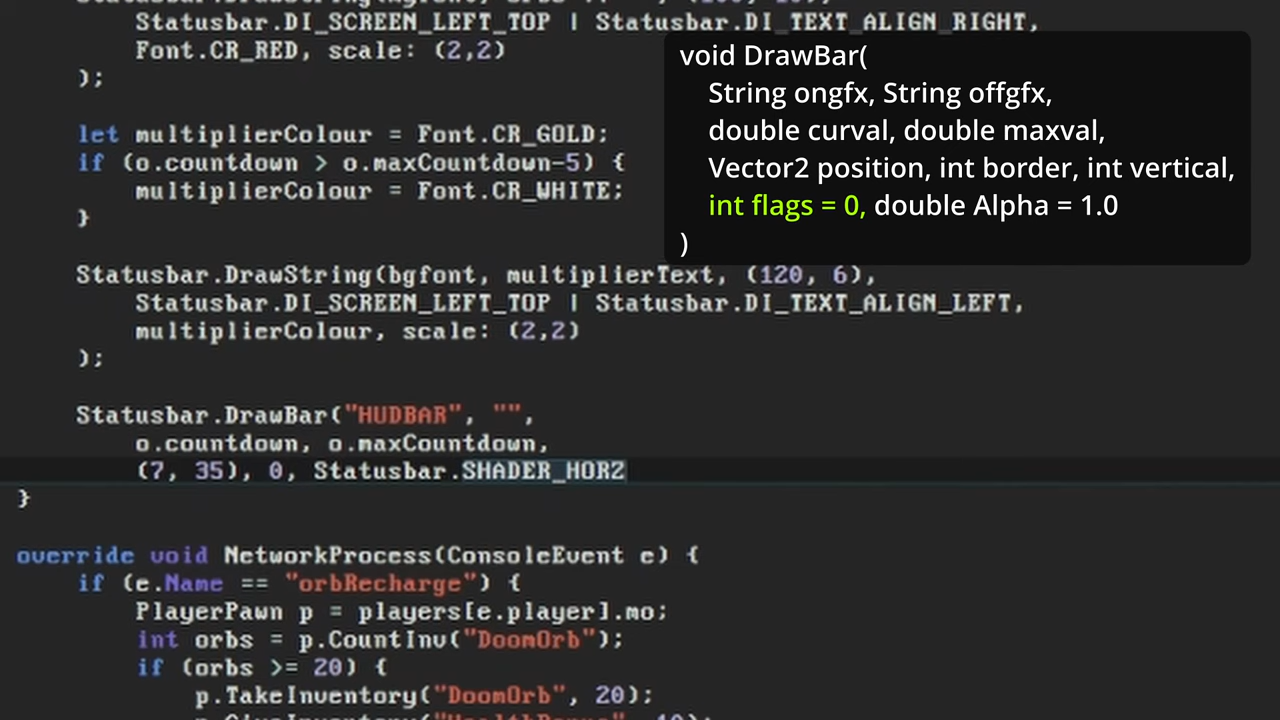 Statusbar.DI_SCREEN_LEFT_TOP | Statusbar.DI_TEXT_ALIGN_RIGHT,
Font.CR_RED, scale: (2,2)
);
let multiplierColour = Font.CR_GOLD;
if (o.countdown > o.maxCountdown-5) {
multiplierColour = Font.CR_WHITE;
}
Statusbar.DrawString(bgfont, multiplierText, (120, 6),
Statusbar.DI_SCREEN_LEFT_TOP | Statusbar.DI_TEXT_ALIGN_LEFT,
multiplierColour, scale: (2,2)
);
Statusbar.DrawBar("HUDBAR", "",
o.countdown, o.maxCountdown,
(7, 35), 0, Statusbar.SHADER_HORZ
}
override void NetworkProcess(ConsoleEvent e) {
if (e.Name == "orbRecharge") {
PlayerPawn p = players[e.player].mo;
int orbs = p.CountInv("DoomOrb");
if (orbs >= 20) {
p.TakeInventory("DoomOrb", 20);
void DrawBar(
String ongfx, String offgfx,
double curval, double maxval,
Vector2 position, int border, int vertical,
int flags = 0, double Alpha = 1.0
)